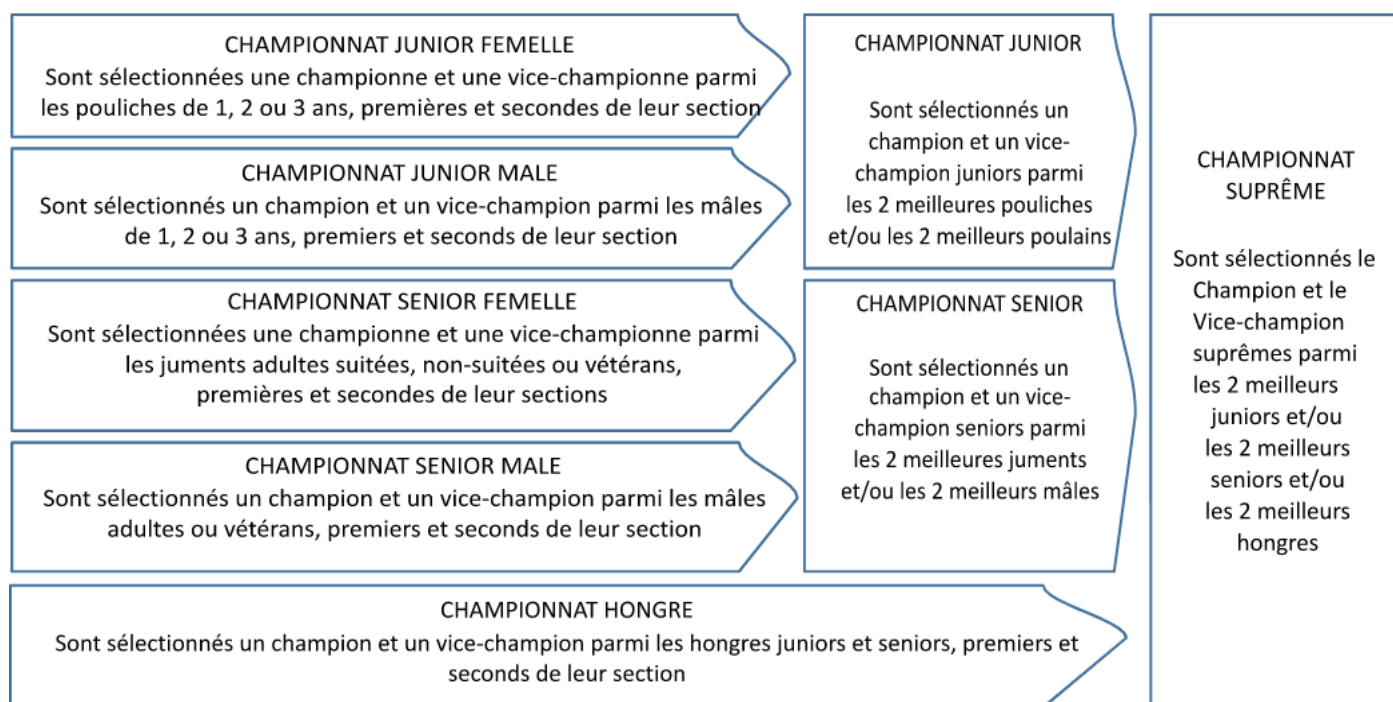 CHAMPIONNAT JUNIOR FEMELLE
Sont sélectionnées une championne et une vice-championne parmi
les pouliches de 1, 2 ou 3 ans, premières et secondes de leur section
CHAMPIONNAT JUNIOR MALE
Sont sélectionnés un champion et un vice-champion parmi les mâles
de 1, 2 ou 3 ans, premiers et seconds de leur section
CHAMPIONNAT SENIOR FEMELLE
Sont sélectionnées une championne et une vice-championne parmi
les juments adultes suitées, non-suitées ou vétérans,
premières et secondes de leur sections
CHAMPIONNAT SENIOR MALE
Sont sélectionnés un champion et un vice-champion parmi les mâles
adultes ou vétérans, premiers et seconds de leur section
CHAMPIONNAT HONGRE
Sont sélectionnés un champion et un vice-champion parmi les hongres juniors et seniors, premiers et
seconds de leur section
CHAMPIONNAT JUNIOR
Sont sélectionnés un
champion et un vice-
champion juniors parmi
les 2 meilleures pouliches
et/ou les 2 meilleurs poulains
CHAMPIONNAT SENIOR
Sont sélectionnés un
champion et un vice-
champion seniors parmi
les 2 meilleures juments
et/ou les 2 meilleurs mâles
CHAMPIONNAT
SUPRÊME
Sont sélectionnés le
Champion et le
Vice-champion
suprêmes parmi
les 2 meilleurs
juniors et/ou
les 2 meilleurs
seniors et/ou
les 2 meilleurs
hongres